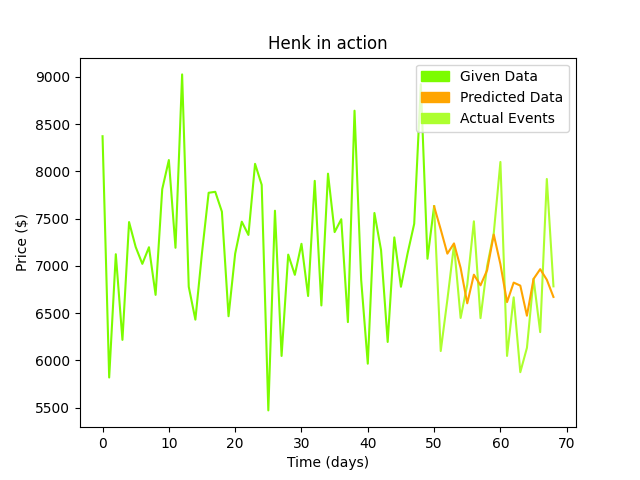 Henk in action
Given Data
Predicted Data
Actual Events
Price ($)
9000
8500
8000
7500
7000
6500
6000
5500
0 10 20 30 40 50 60 70
Time (days)